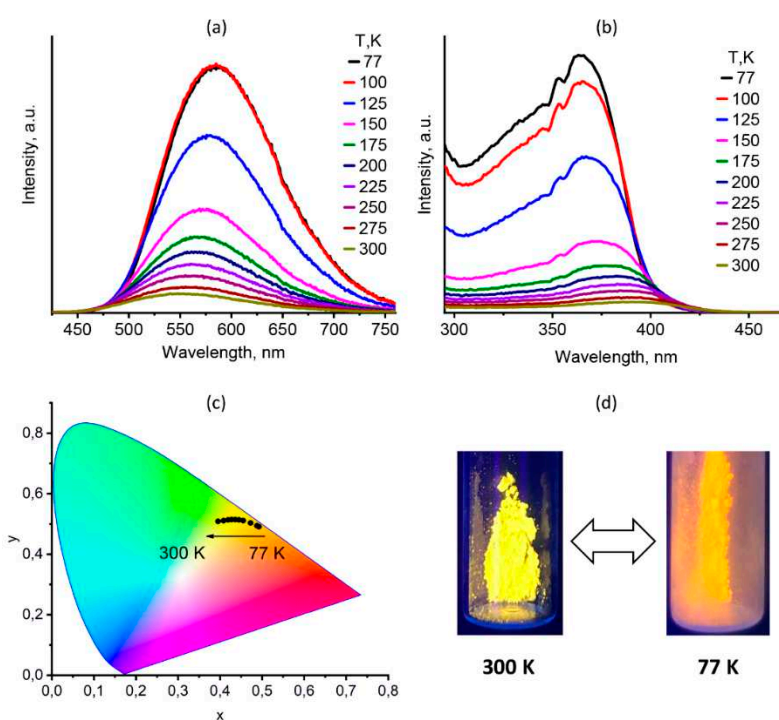 (a)
T,K
77
100
125
150
175
200
225
250
275
300
Intensity, a.u.
450 500 550 600 650 700 750
Wavelength, nm
(b)
T,K
77
100
125
150
175
200
225
250
275
300
Intensity, a.u.
300 350 400 450
Wavelength, nm
(c)
0,8
0,6
0,4
0,2
0,0
y
300 K 77 K
0,0 0,1 0,2 0,3 0,4 0,5 0,6 0,7 0,8
x
(d)
300 K 77 K